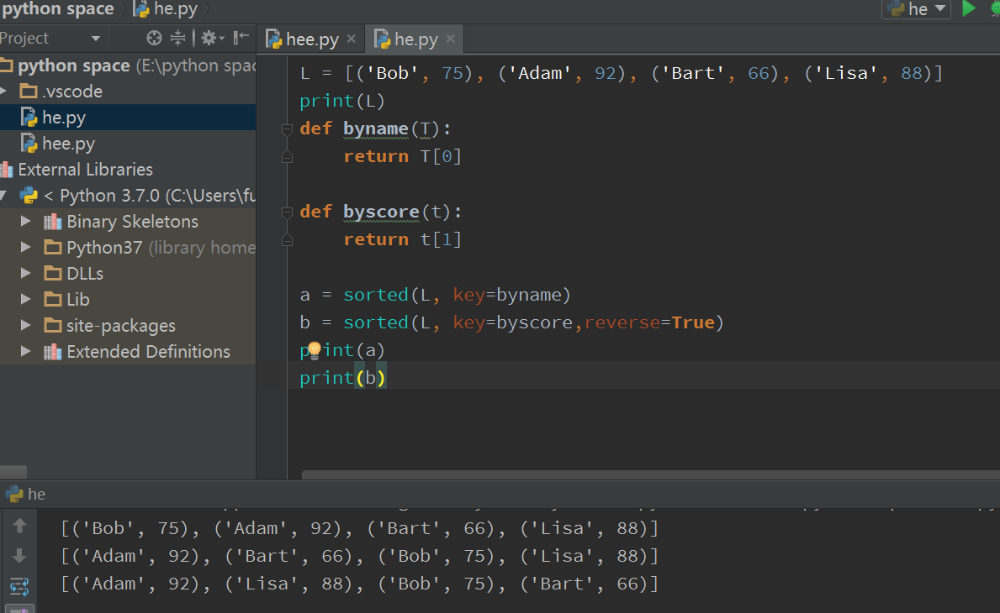 python space he.py he
Project
hee.py he.py
python space (E:\python spac
.vscode
he.py
hee.py
External Libraries
< Python 3.7.0 (C:\Users\fu
Binary Skeletons
Python37 (library home
DLLs
Lib
site-packages
Extended Definitions
L = [('Bob', 75), ('Adam', 92), ('Bart', 66), ('Lisa', 88)]
print(L)
def byname(T):
    return T[0]
def byscore(t):
    return t[1]
a = sorted(L, key=byname)
b = sorted(L, key=byscore,reverse=True)
print(a)
print(b)
he
[('Bob', 75), ('Adam', 92), ('Bart', 66), ('Lisa', 88)]
[('Adam', 92), ('Bart', 66), ('Bob', 75), ('Lisa', 88)]
[('Adam', 92), ('Lisa', 88), ('Bob', 75), ('Bart', 66)]